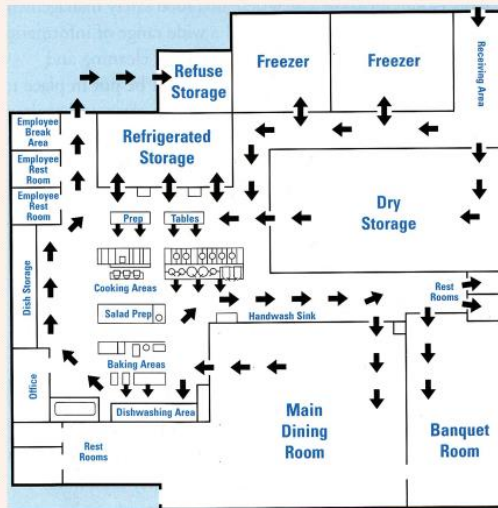 Refuse
Storage
Freezer
Freezer
Receiving Area
Employee
Break
Area
Employee
Rest
Room
Employee
Rest
Room
Refrigerated
Storage
Dry
Storage
Prep
Tables
Dish Storage
Cooking Areas
Rest
Rooms
Salad Prep
Handwash Sink
Baking Areas
Office
Dishwashing Area
Main
Dining
Room
Banquet
Room
Rest
Rooms